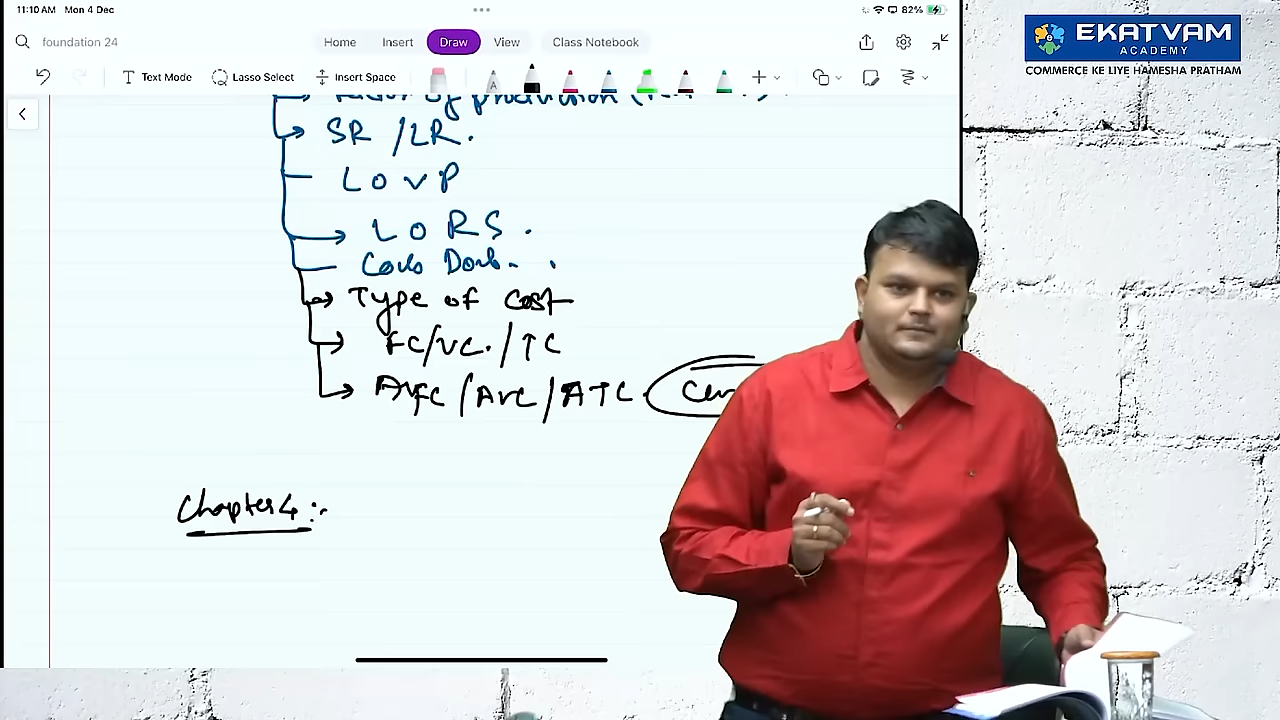 11:10 AM Mon 4 Dec
82%
foundation 24
Home Insert Draw View Class Notebook
Text Mode Lasso Select Insert Space
EKATVAM
ACADEMY
COMMERCE KE LIYE HAMESHA PRATHAM
of production
SR / LR.
L O V P
L O R S.
Type of cost
FC/VC./TC
AFC / AVC / ATC
Chapter 4 :-